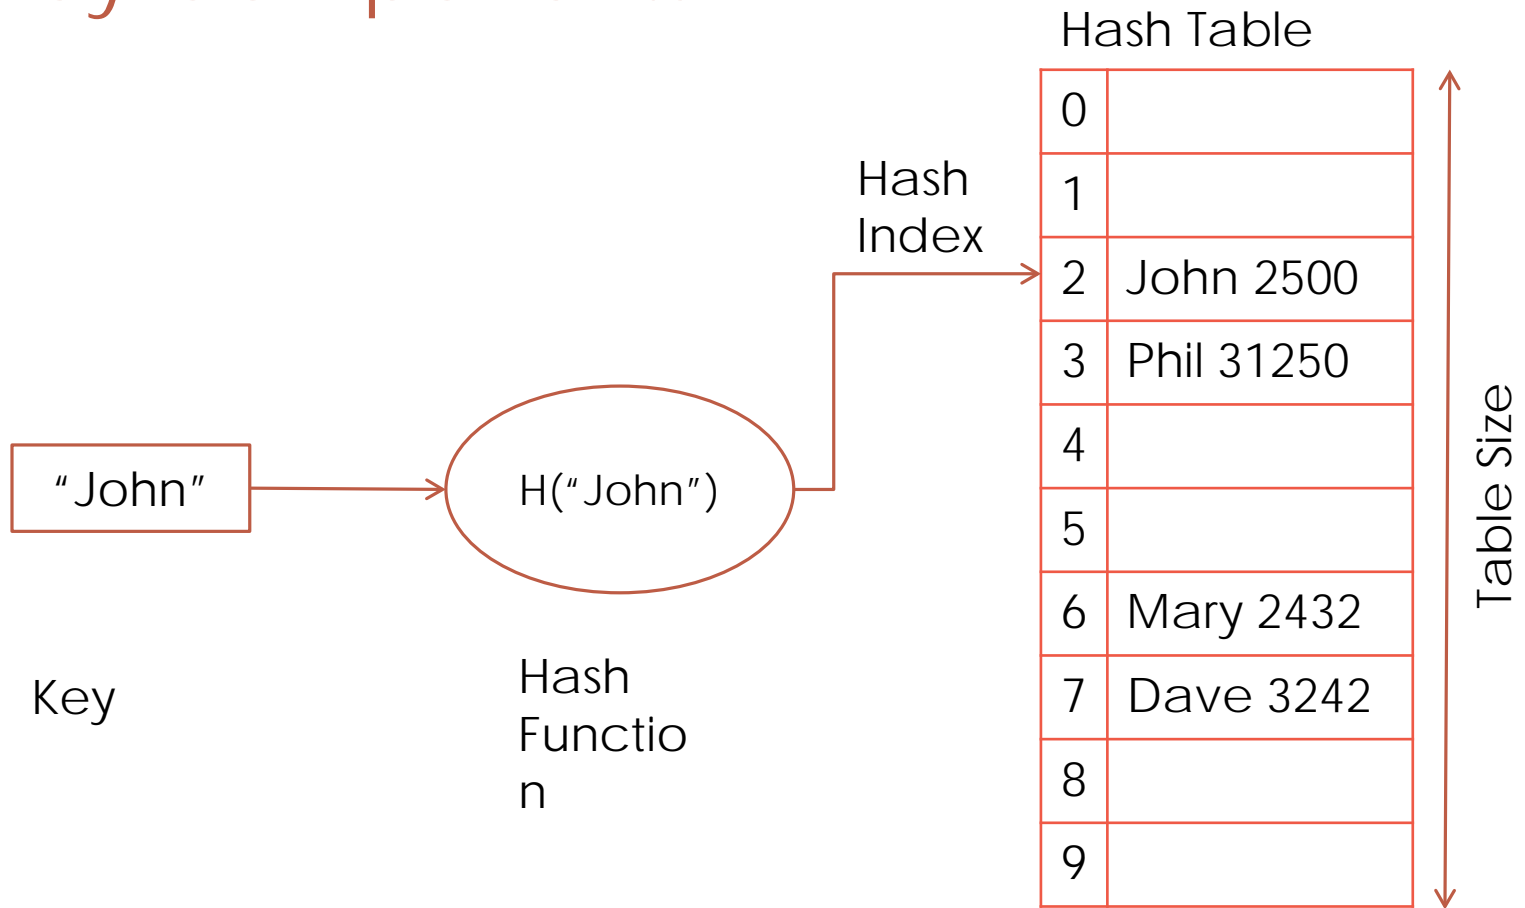 Hash Table
0
1
Hash
Index
2 John 2500
3 Phil 31250
4
"John"
H("John")
5
6 Mary 2432
7 Dave 3242
8
9
Table Size
Key
Hash
Functio
n